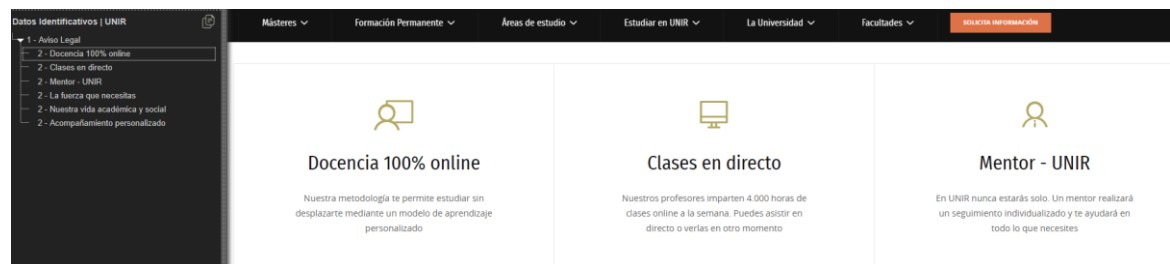 Datos Identificativos | UNIR
1 - Aviso Legal
2 - Docencia 100% online
2 - Clases en directo
2 - Mentor - UNIR
2 - La fuerza que necesitas
2 - Nuestra vida académica y social
2 - Acompañamiento personalizado
Másteres Formación Permanente Áreas de estudio Estudiar en UNIR La Universidad Facultades SOLICITA INFORMACIÓN
Docencia 100% online
Nuestra metodología te permite estudiar sin
desplazarte mediante un modelo de aprendizaje
personalizado
Clases en directo
Nuestros profesores imparten 4.000 horas de
clases online a la semana. Puedes asistir en
directo o verlas en otro momento
Mentor - UNIR
En UNIR nunca estarás solo. Un mentor realizará
un seguimiento individualizado y te ayudará en
todo lo que necesites